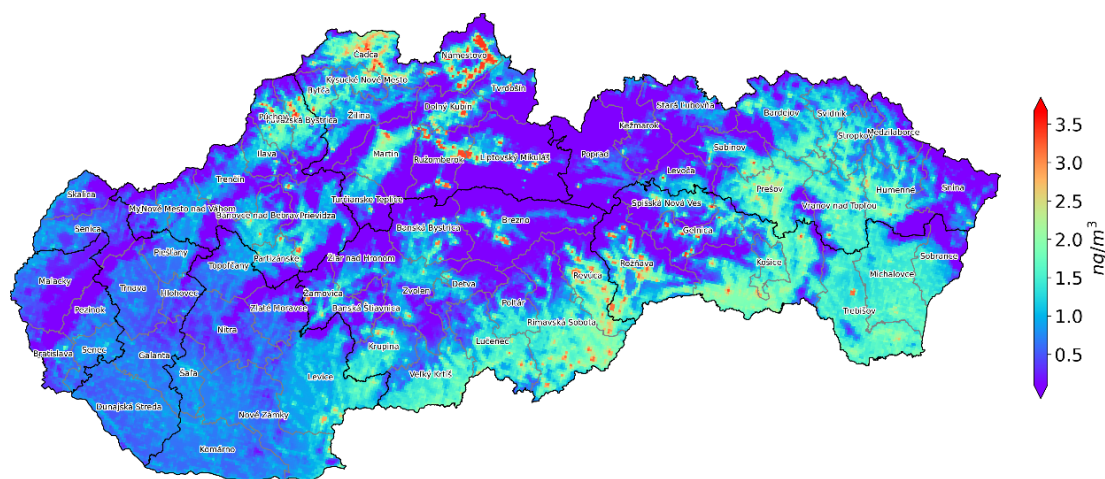 Čadca
Námestovo
Kysucké Nové Mesto
Bytča
Tvrdošín
Dolný Kubín
Púchov
Považská Bystrica
Žilina
Stará Ľubovňa
Bardejov
Svidník
Stropkov
Medzilaborce
Kežmarok
Sabinov
Ilava
Martin
Ružomberok
Liptovský Mikuláš
Poprad
Levoča
Trenčín
Prešov
Humenné
Snina
Skalica
Turčianske Teplice
Spišská Nová Ves
Vranov nad Topľou
Myjava
Nové Mesto nad Váhom
Bánovce nad Bebravou
Prievidza
Senica
Banská Bystrica
Brezno
Gelnica
Piešťany
Partizánske
Žiar nad Hronom
Rožňava
Košice
Sobrance
Topoľčany
Michalovce
Malacky
Trnava
Hlohovec
Žarnovica
Zvolen
Detva
Revúca
Pezinok
Zlaté Moravce
Banská Štiavnica
Poltár
Trebišov
Nitra
Rimavská Sobota
Bratislava
Senec
Galanta
Krupina
Lučenec
Šaľa
Levice
Veľký Krtíš
Dunajská Streda
Nové Zámky
Komárno
3.5
3.0
2.5
2.0
1.5
1.0
0.5
ng/m³